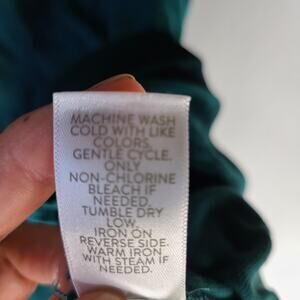 MACHINE WASH
COLD WITH LIKE
COLORS,
GENTLE CYCLE,
ONLY
NON-CHLORINE
BLEACH IF
NEEDED,
TUMBLE DRY
LOW,
IRON ON
REVERSE SIDE.
WARM IRON
WITH STEAM IF
NEEDED.